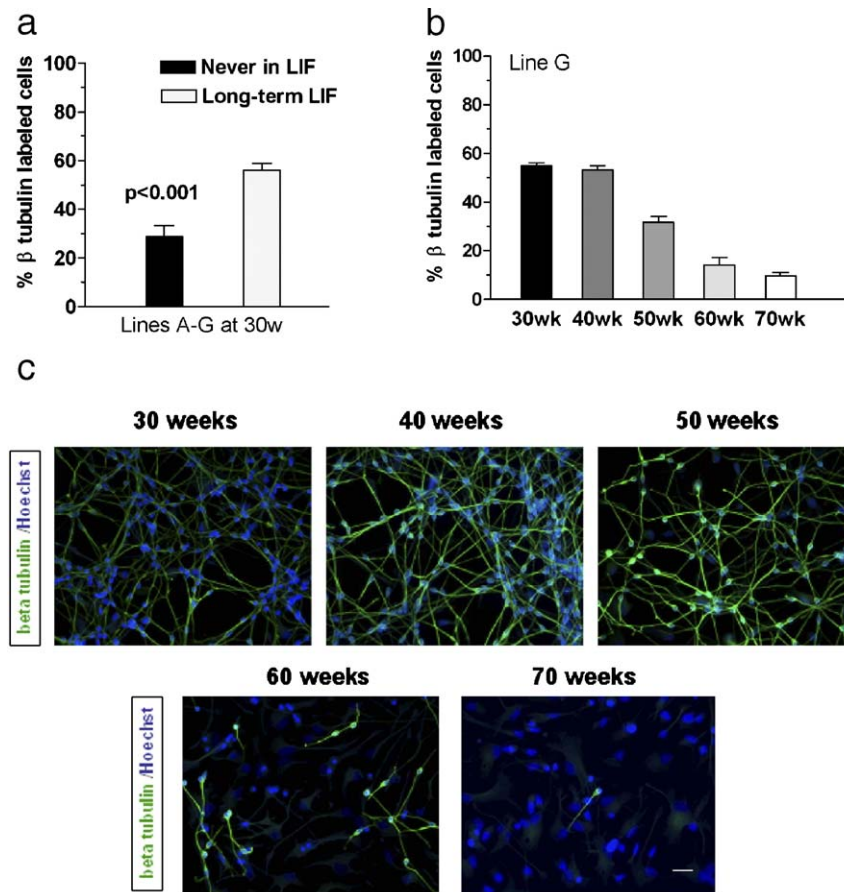 a
100
80
60
40
20
0
% β tubulin labeled cells
Never in LIF
Long-term LIF
p<0.001
Lines A-G at 30w
b
100
80
60
40
20
0
% β tubulin labeled cells
Line G
30wk 40wk 50wk 60wk 70wk
c
30 weeks
40 weeks
50 weeks
beta tubulin /Hoechst
60 weeks
70 weeks
beta tubulin /Hoechst